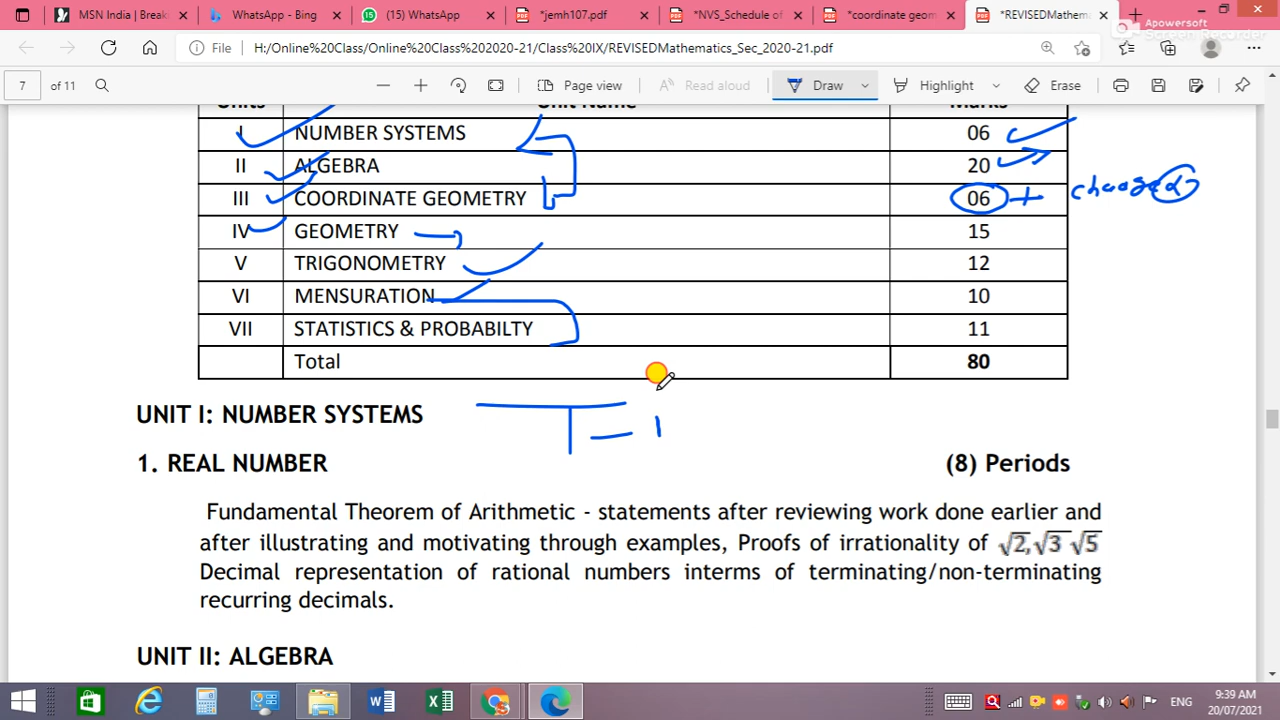 MSN India | Break
WhatsApp - Bing
(15) WhatsApp
*jemh107.pdf
*NVS_Schedule of
*coordinate geom
*REVISEDMathem
Apowersoft
Screen Recorder
File
H:/Online%20Class/Online%20Class%202020-21/Class%20IX/REVISEDMathematics_Sec_2020-21.pdf
7 of 11
Page view
Read aloud
Draw
Highlight
Erase
Units Unit Name Marks
I NUMBER SYSTEMS 06
II ALGEBRA 20
III COORDINATE GEOMETRY 06 +
IV GEOMETRY 15
V TRIGONOMETRY 12
VI MENSURATION 10
VII STATISTICS & PROBABILTY 11
Total 80
UNIT I: NUMBER SYSTEMS
1. REAL NUMBER (8) Periods
Fundamental Theorem of Arithmetic - statements after reviewing work done earlier and
after illustrating and motivating through examples, Proofs of irrationality of √2,√3 √5
Decimal representation of rational numbers interms of terminating/non-terminating
recurring decimals.
UNIT II: ALGEBRA
ENG
9:39 AM
20/07/2021